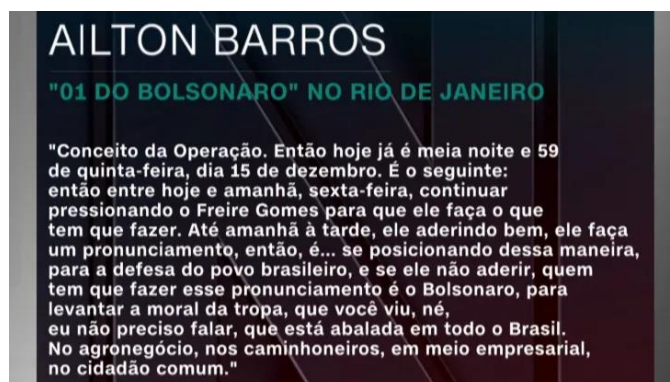 AILTON BARROS
"01 DO BOLSONARO" NO RIO DE JANEIRO
"Conceito da Operação. Então hoje já é meia noite e 59
de quinta-feira, dia 15 de dezembro. É o seguinte:
então entre hoje e amanhã, sexta-feira, continuar
pressionando o Freire Gomes para que ele faça o que
tem que fazer. Até amanhã à tarde, ele aderindo bem, ele faça
um pronunciamento, então, é... se posicionando dessa maneira,
para a defesa do povo brasileiro, e se ele não aderir, quem
tem que fazer esse pronunciamento é o Bolsonaro, para
levantar a moral da tropa, que você viu, né,
eu não preciso falar, que está abalada em todo o Brasil.
No agronegócio, nos caminhoneiros, em meio empresarial,
no cidadão comum."